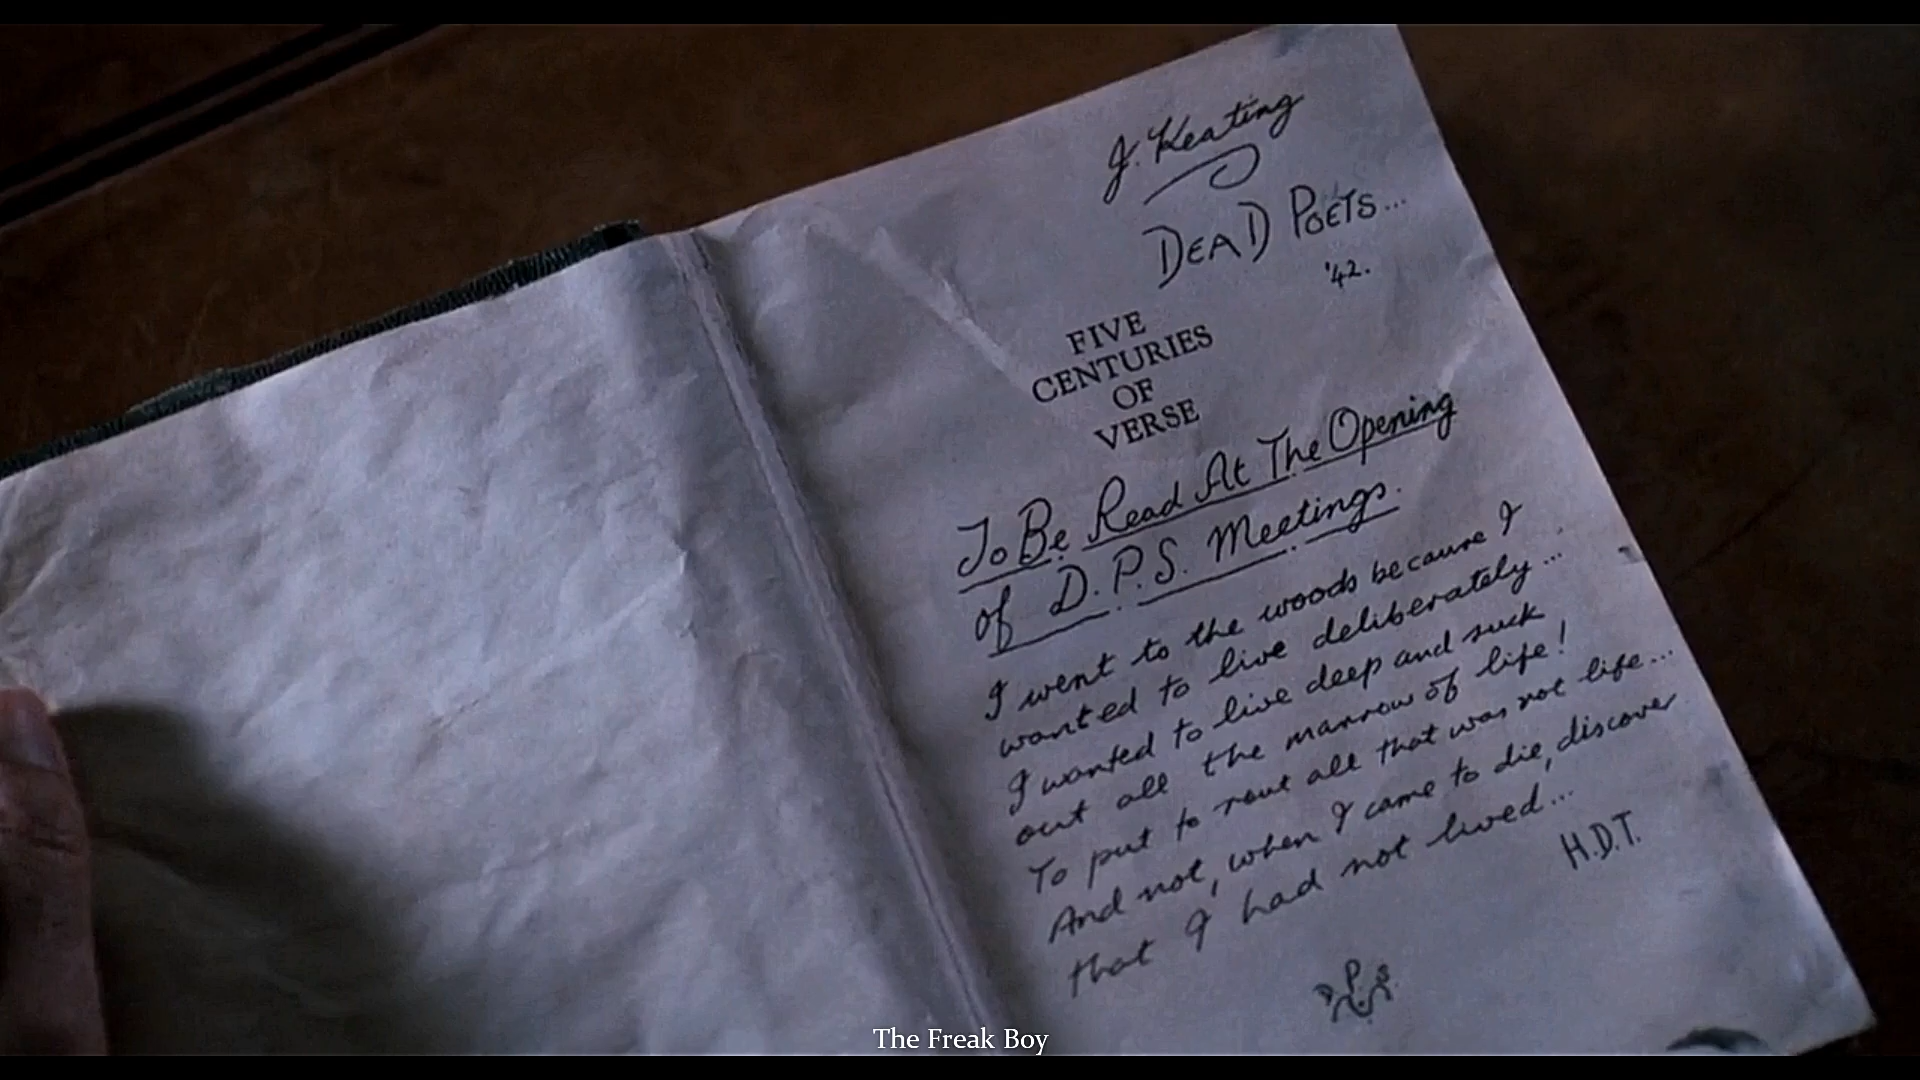 J. Keating
DEAD POETS...
'42.
FIVE
CENTURIES
OF
VERSE
To Be Read At The Opening
of D.P.S. Meetings.
I went to the woods because I
wanted to live deliberately...
I wanted to live deep and suck
out all the marrow of life!
To put to rout all that was not life...
And not, when I came to die, discover
that I had not lived...
H.D.T.
D.P.S
The Freak Boy